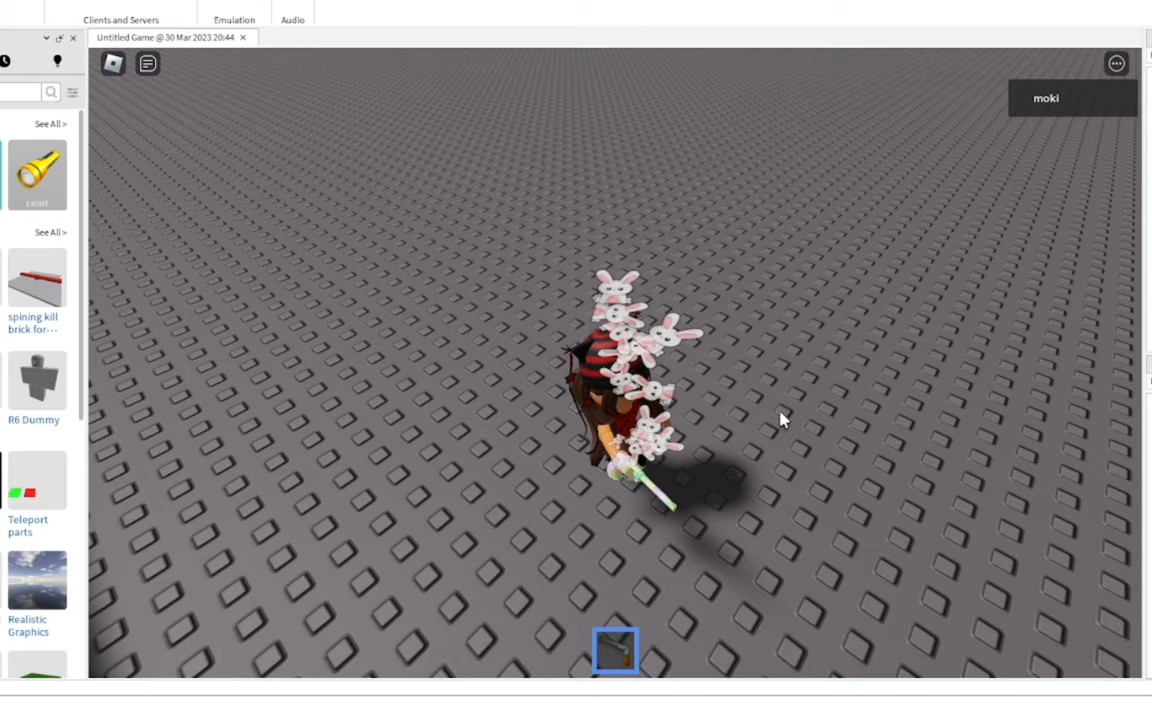 Clients and Servers
Emulation
Audio
Untitled Game @ 30 Mar 2023 20:44
moki
See All >
LIGHT
See All >
spining kill
brick for···
R6 Dummy
Teleport
parts
Realistic
Graphics